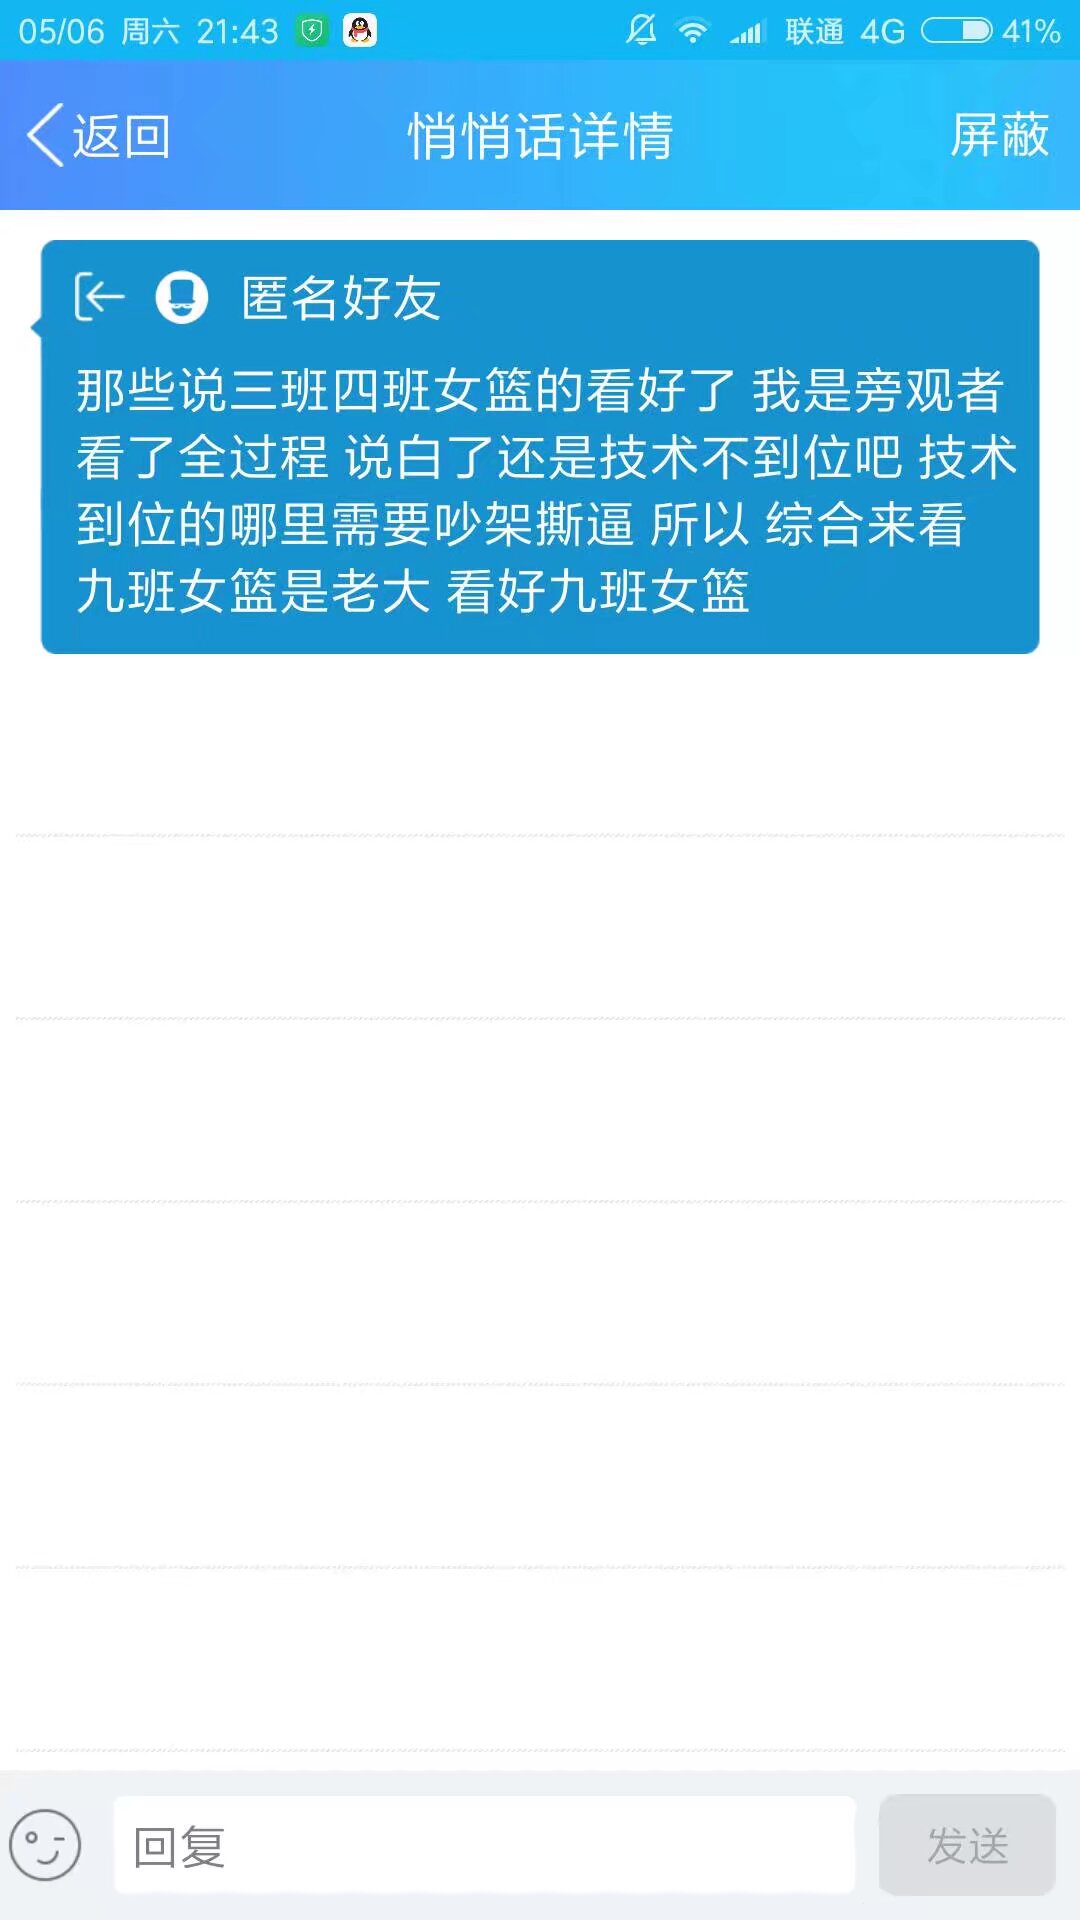 05/06 周六 21:43 联通 4G 41%
返回 悄悄话详情 屏蔽
匿名好友
那些说三班四班女篮的看好了 我是旁观者
看了全过程 说白了还是技术不到位吧 技术
到位的哪里需要吵架撕逼 所以 综合来看
九班女篮是老大 看好九班女篮
回复 发送